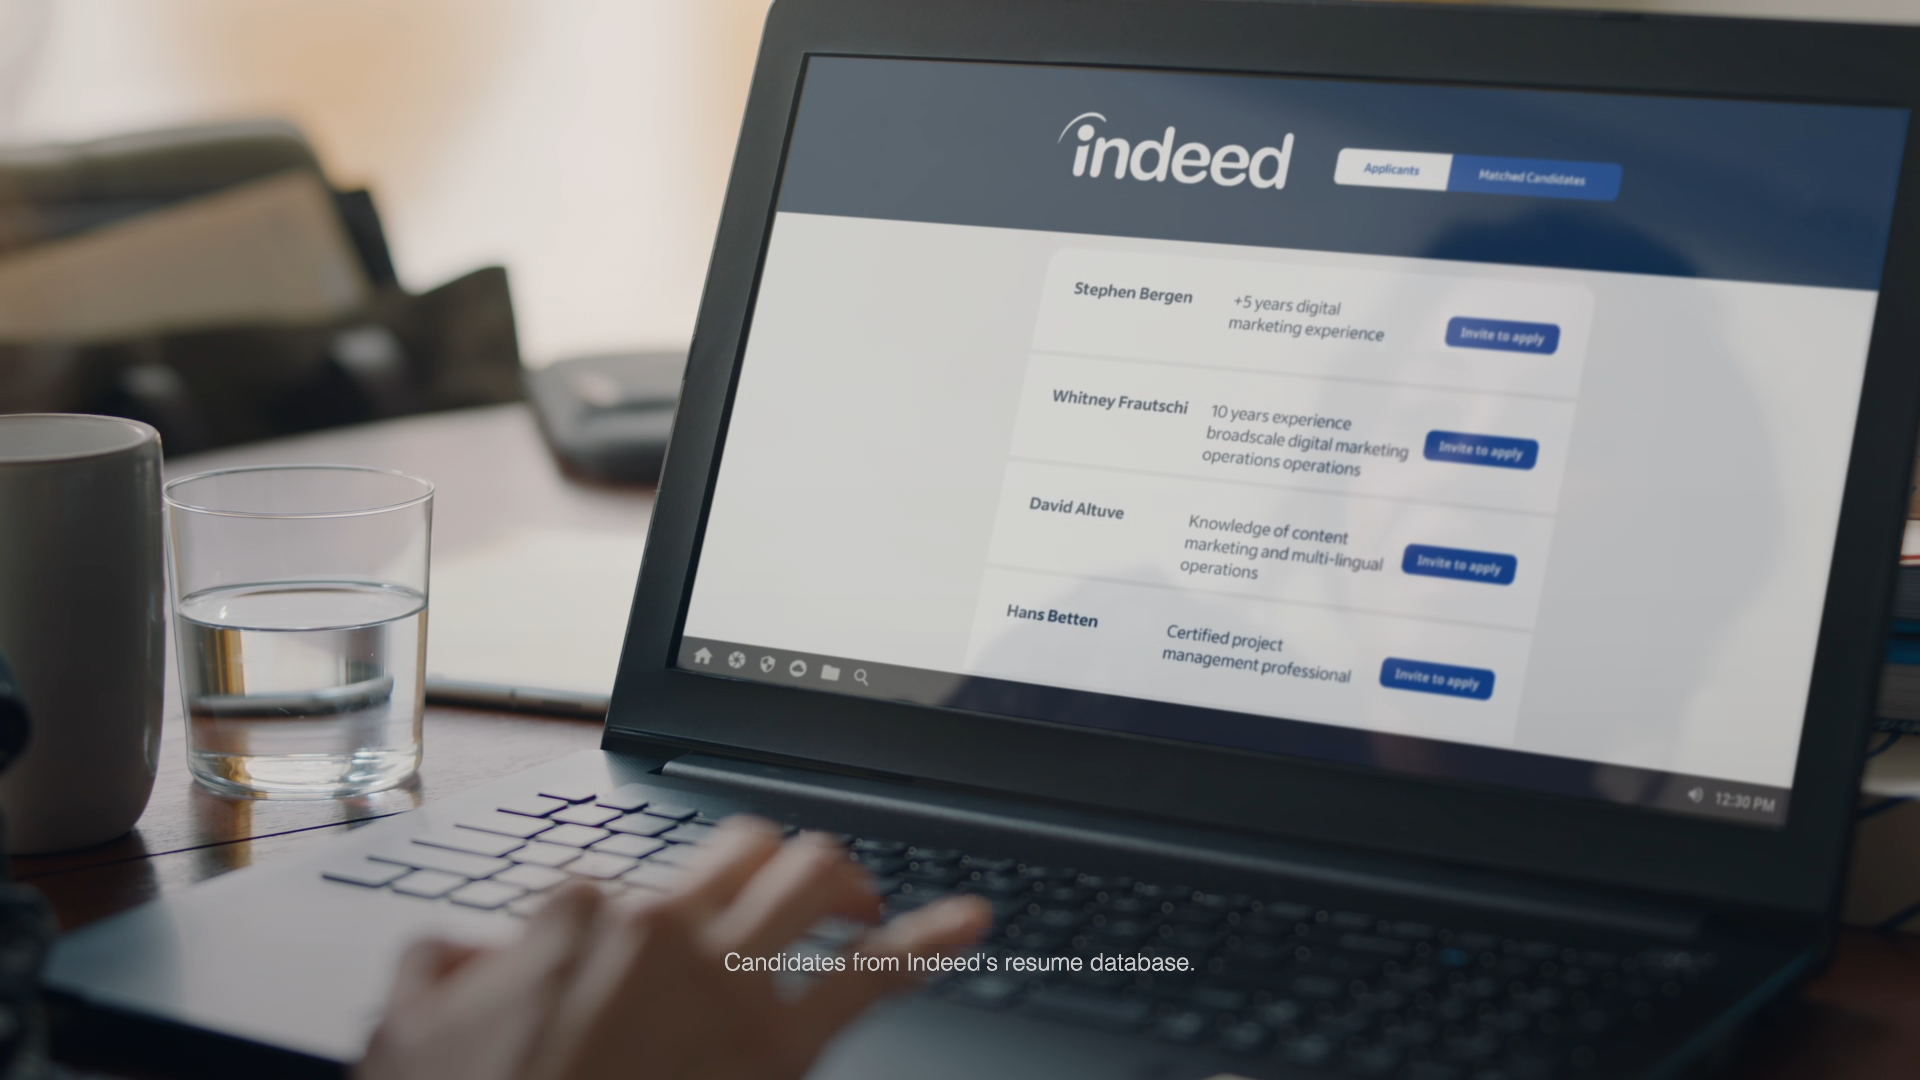 indeed
Applicants
Matched Candidates
Stephen Bergen
+5 years digital
marketing experience
Invite to apply
Whitney Frautschi
10 years experience
broadscale digital marketing
operations operations
Invite to apply
David Altuve
Knowledge of content
marketing and multi-lingual
operations
Invite to apply
Hans Betten
Certified project
management professional
Invite to apply
12:30 PM
Candidates from Indeed's resume database.